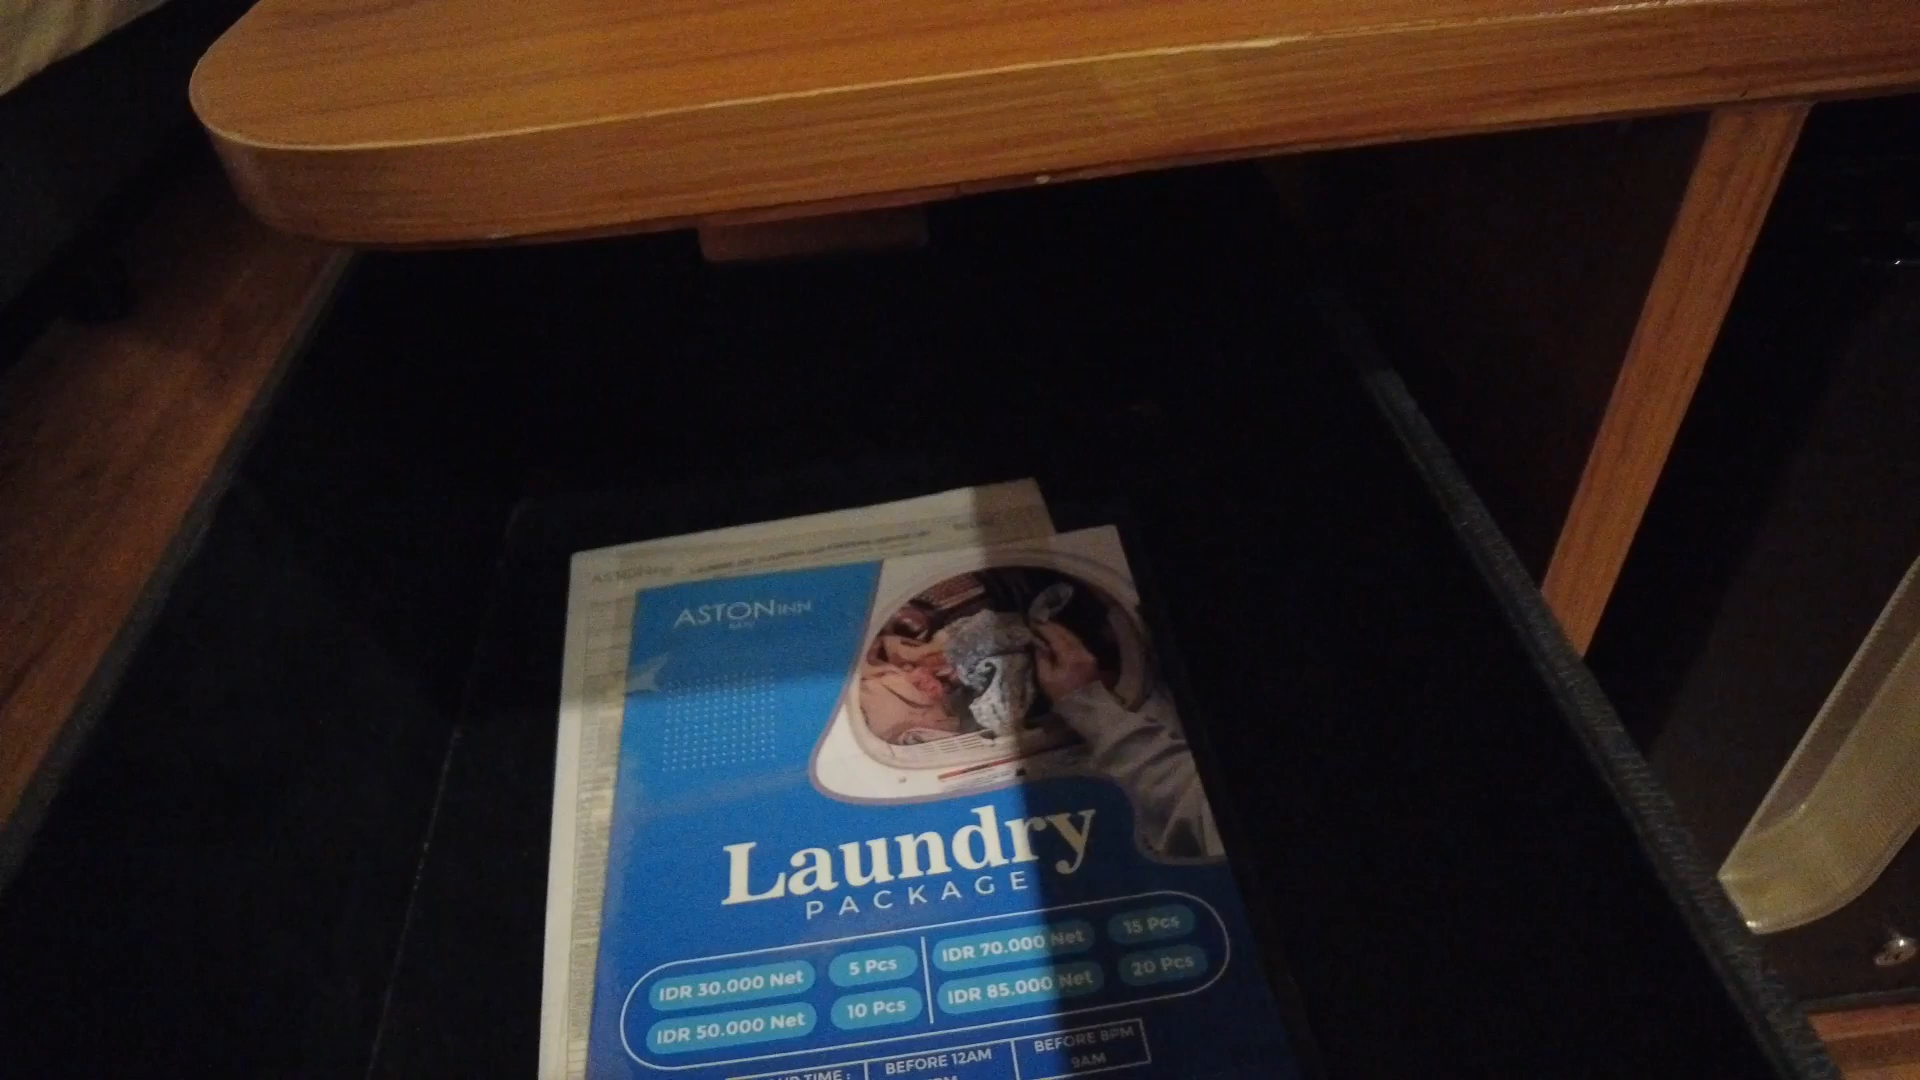 ASTON INN
Laundry
PACKAGE
IDR 30.000 Net 5 Pcs
IDR 50.000 Net 10 Pcs
IDR 70.000 Net 15 Pcs
IDR 85.000 Net 20 Pcs
TIME :
BEFORE 12AM
BEFORE 8PM
9AM